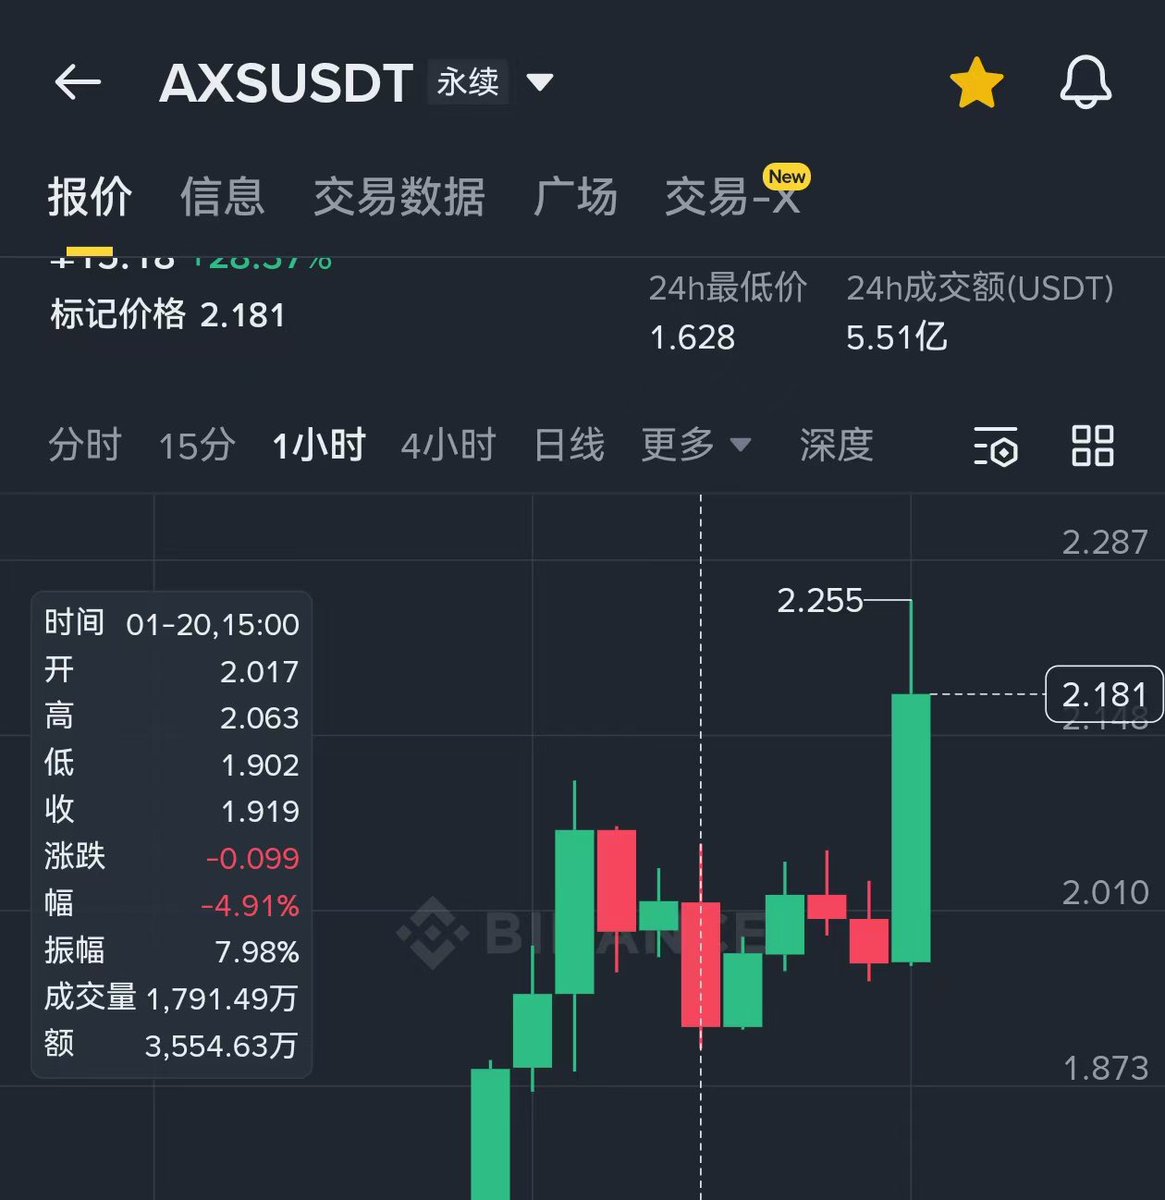 AXSUSDT 永续
报价 信息 交易数据 广场 交易-X New
+28.37%
标记价格 2.181
24h最低价 24h成交额(USDT)
1.628 5.51亿
分时 15分 1小时 4小时 日线 更多 深度
2.287
2.255
2.181
2.148
2.010
1.873
时间 01-20,15:00
开 2.017
高 2.063
低 1.902
收 1.919
涨跌 -0.099
幅 -4.91%
振幅 7.98%
成交量 1,791.49万
额 3,554.63万
BINANCE